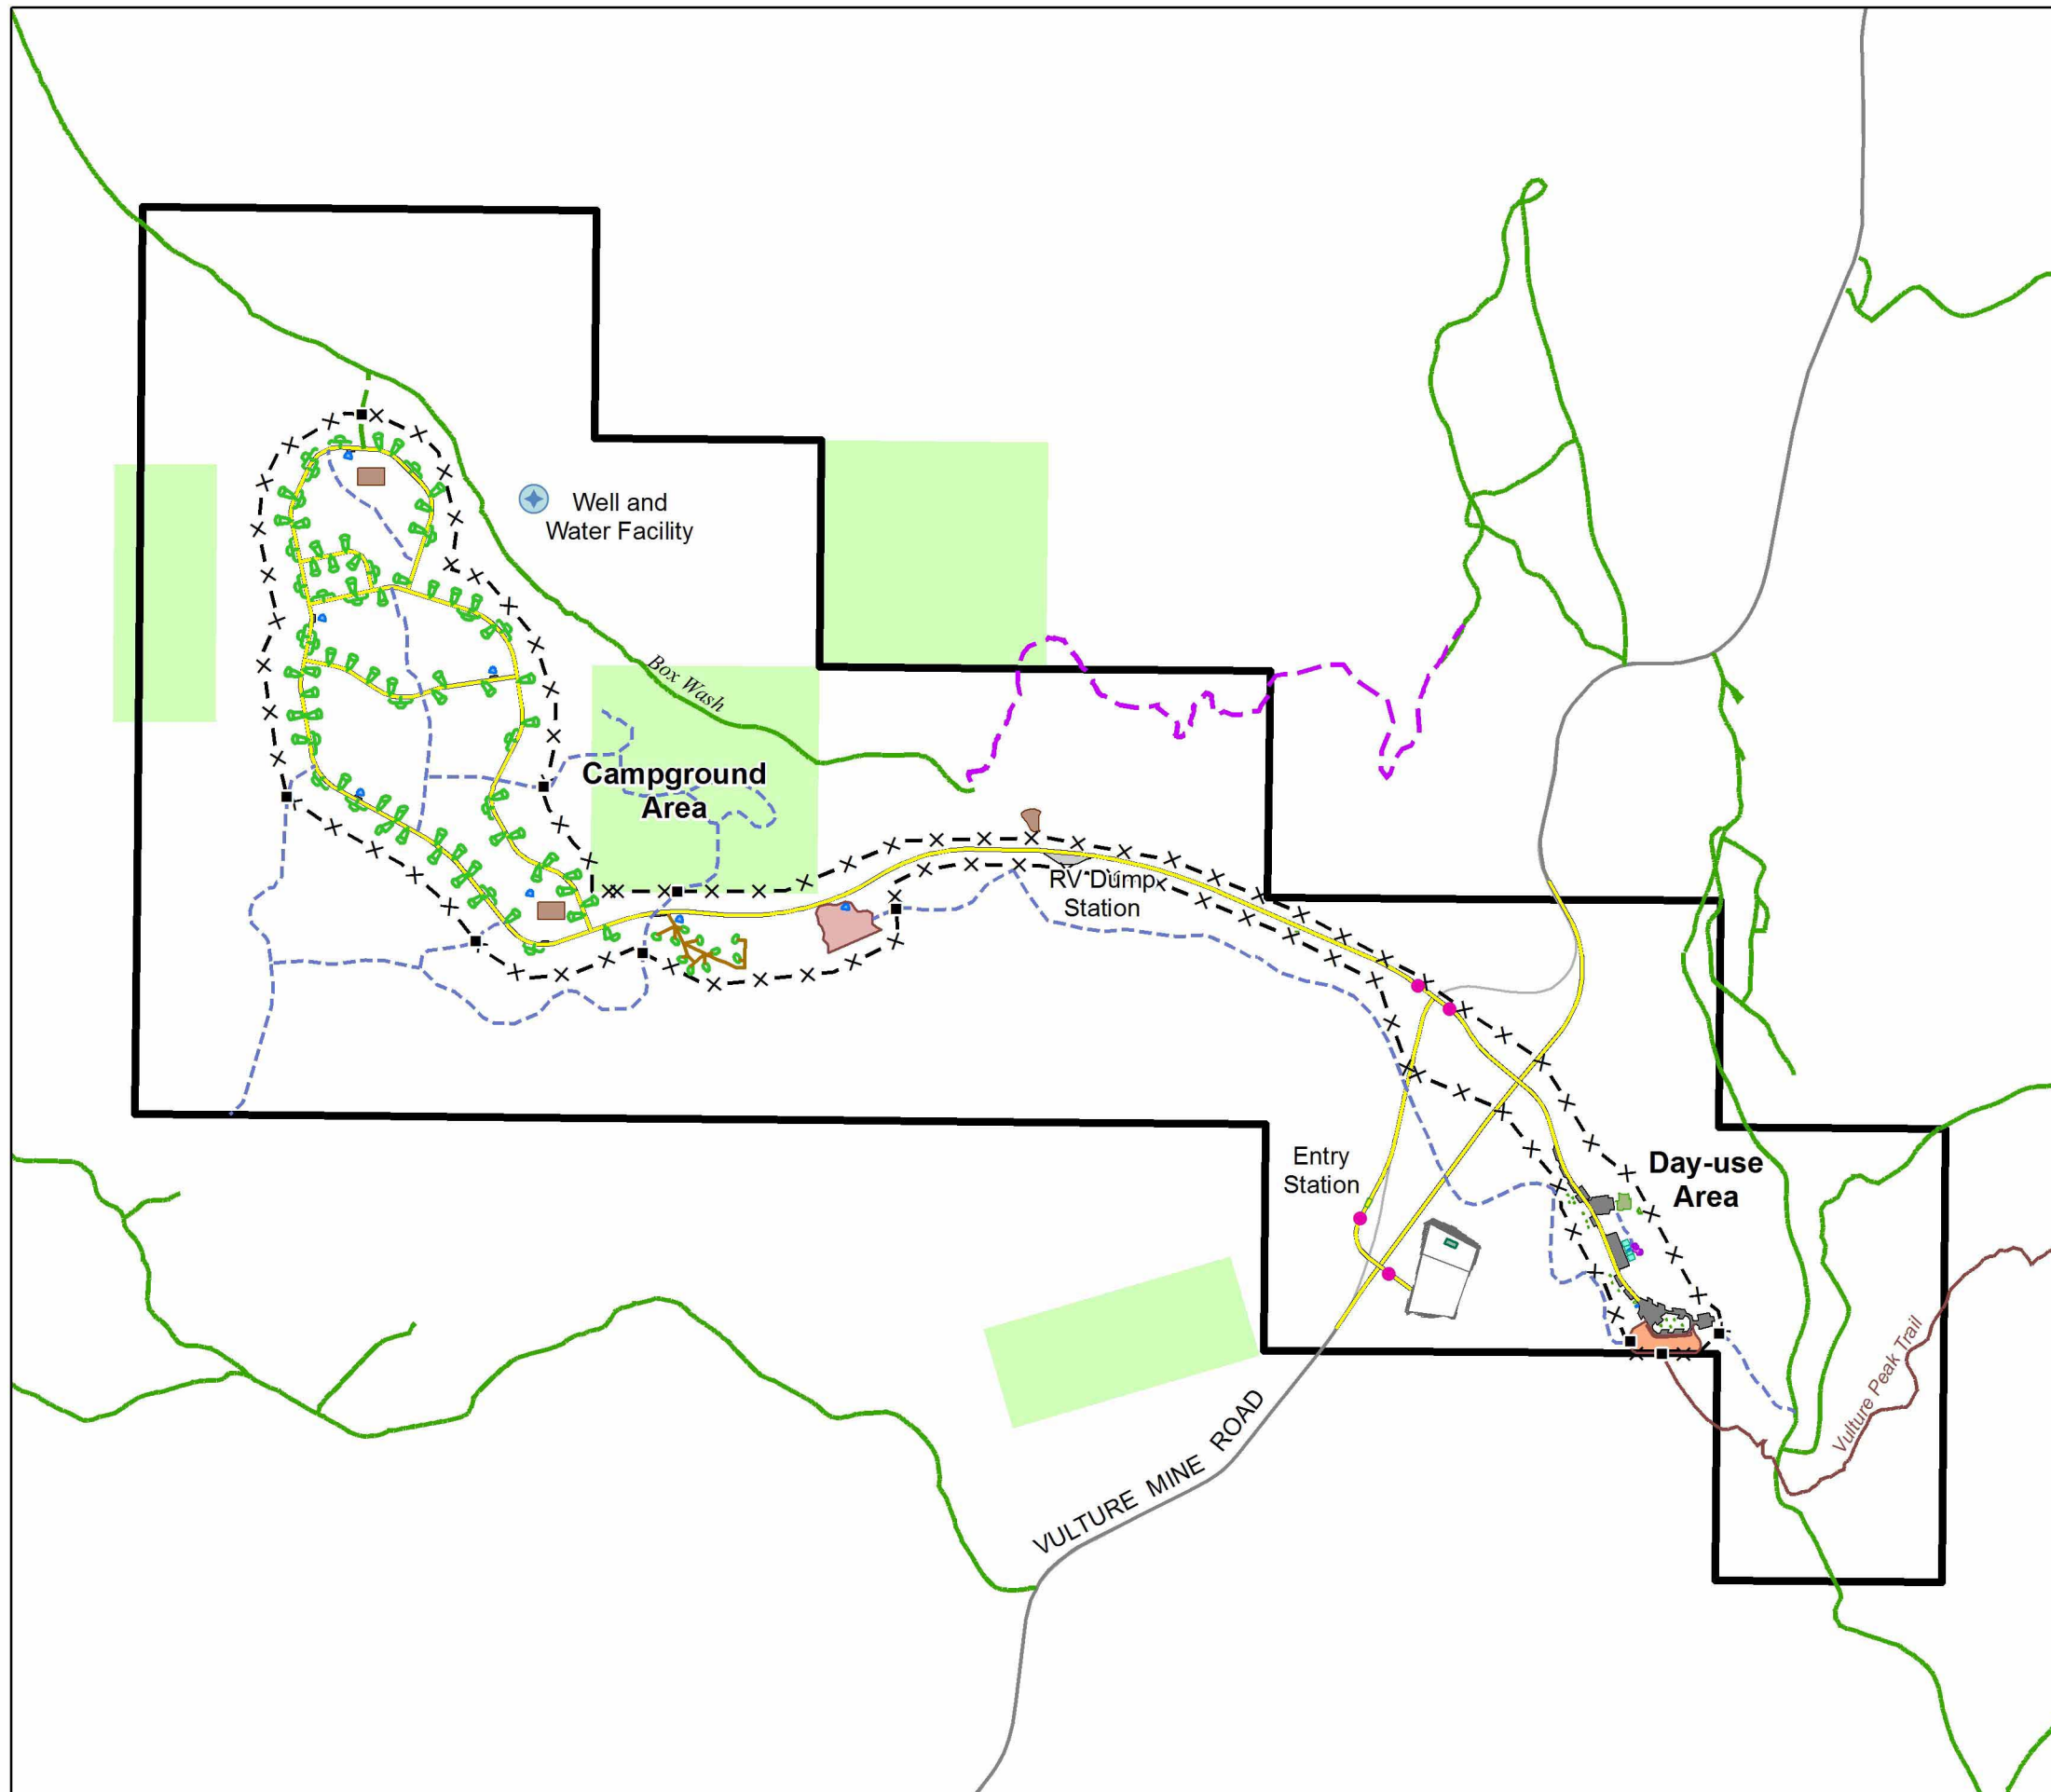 Well and
Water Facility
Box Wash
Campground
Area
RV Dump
Station
Entry
Station
Day-use
Area
Vulture Peak Trail
VULTURE MINE ROAD